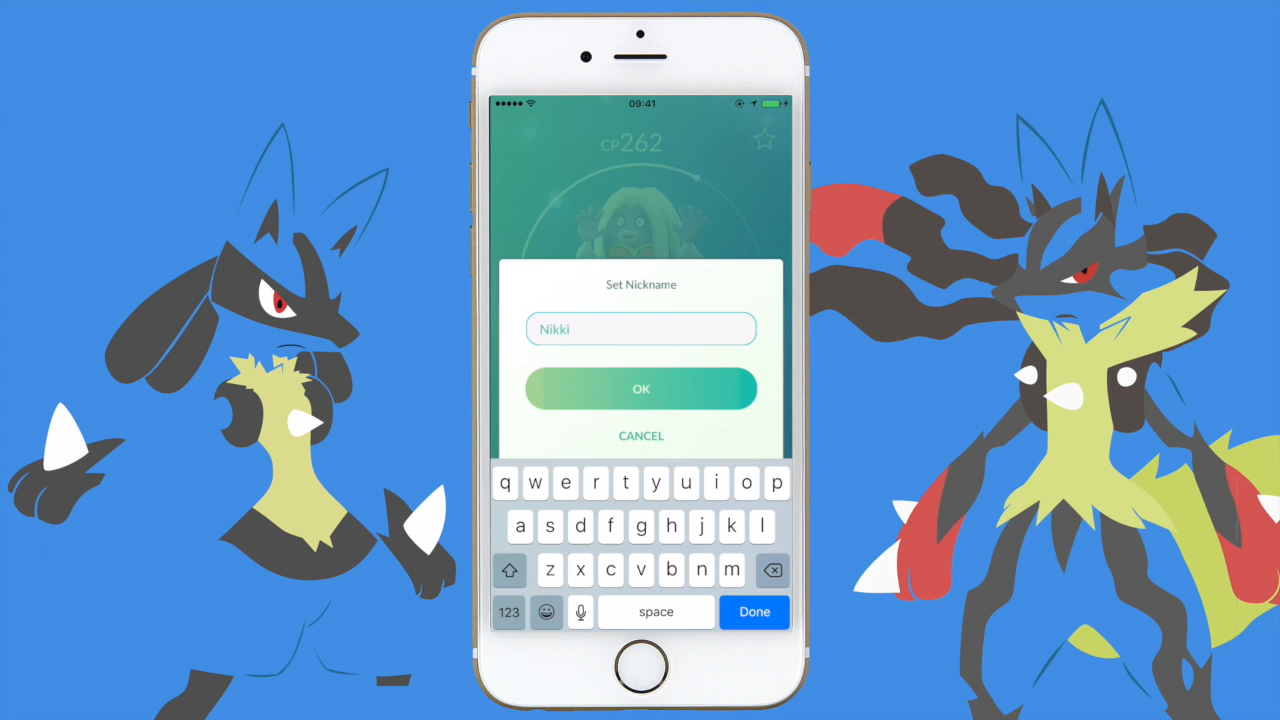 09:41
CP262
Set Nickname
Nikki
OK
CANCEL
q w e r t y u i o p
a s d f g h j k l
z x c v b n m
123 space Done